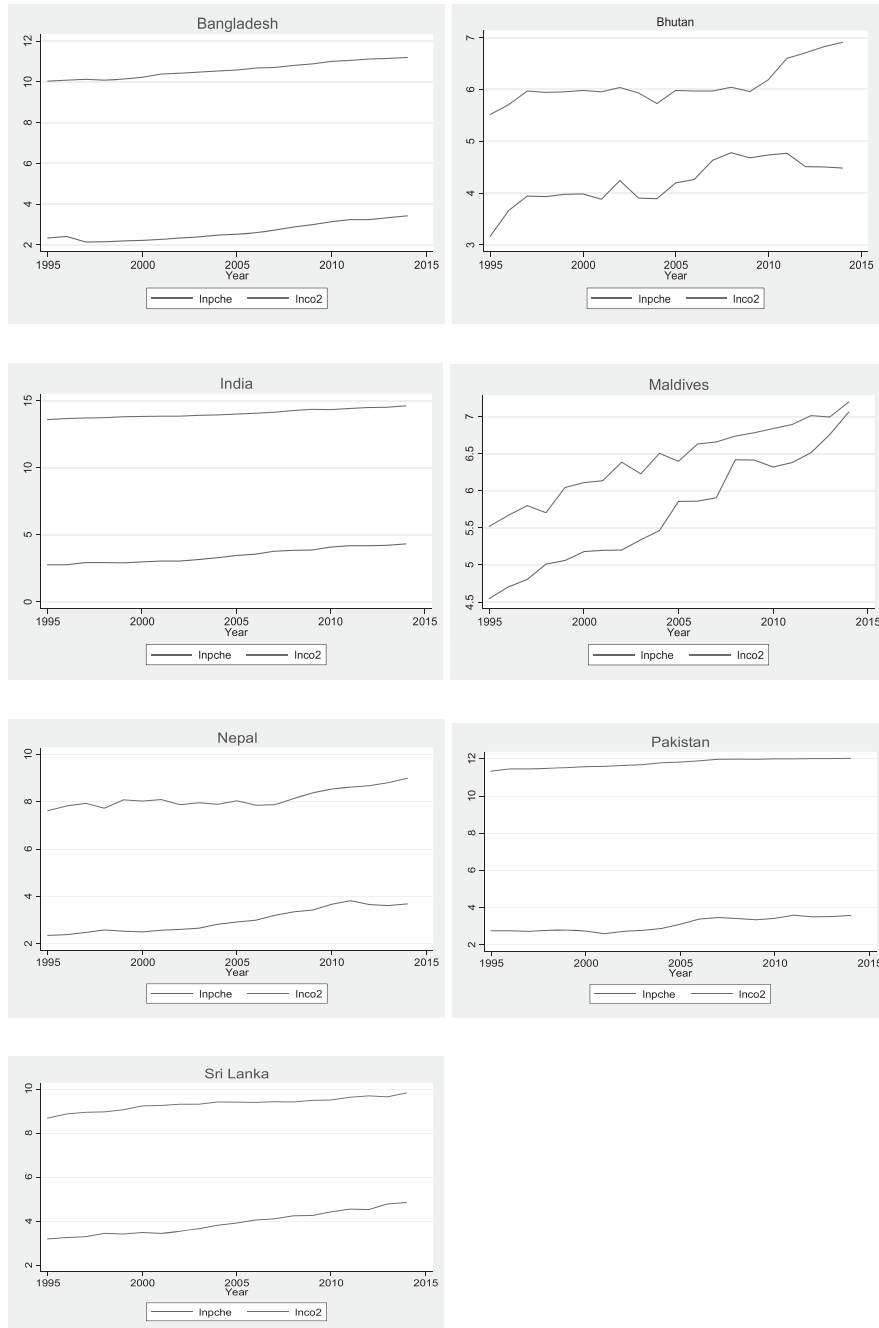 Bangladesh
12
10
8
6
4
2
1995 2000 2005 2010 2015
Year
lnpche lnco2
Bhutan
7
6
5
4
3
1995 2000 2005 2010 2015
Year
lnpche lnco2
India
15
10
5
0
1995 2000 2005 2010 2015
Year
lnpche lnco2
Maldives
7
6.5
6
5.5
5
4.5
1995 2000 2005 2010 2015
Year
lnpche lnco2
Nepal
10
8
6
4
2
1995 2000 2005 2010 2015
Year
lnpche lnco2
Pakistan
12
10
8
6
4
2
1995 2000 2005 2010 2015
Year
lnpche lnco2
Sri Lanka
10
8
6
4
2
1995 2000 2005 2010 2015
Year
lnpche lnco2